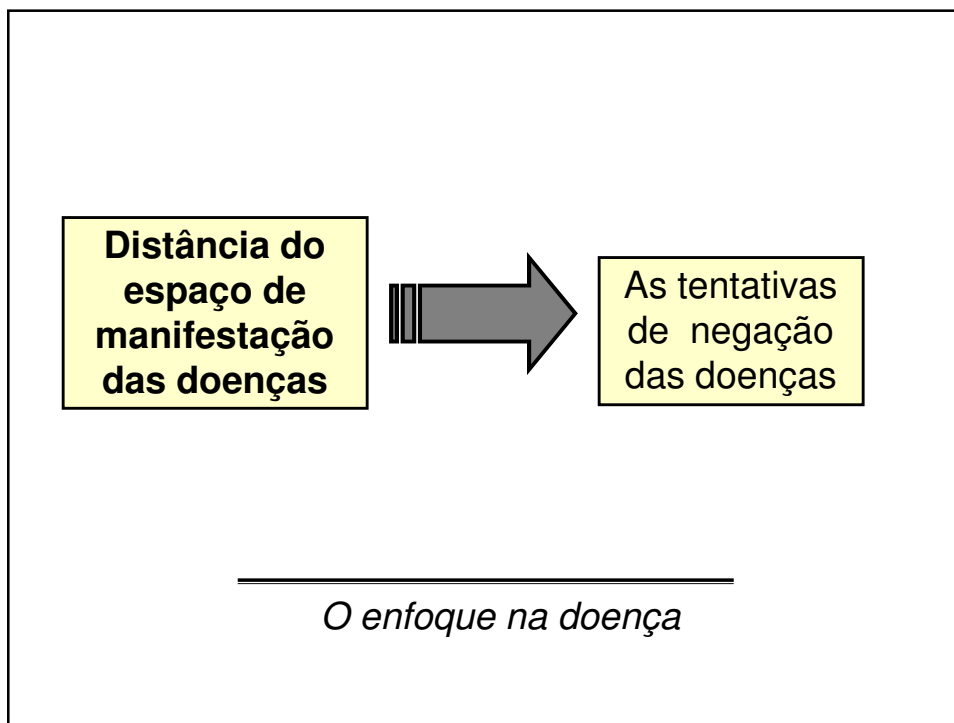 Distância do
espaço de
manifestação
das doenças
As tentativas
de negação
das doenças
O enfoque na doença